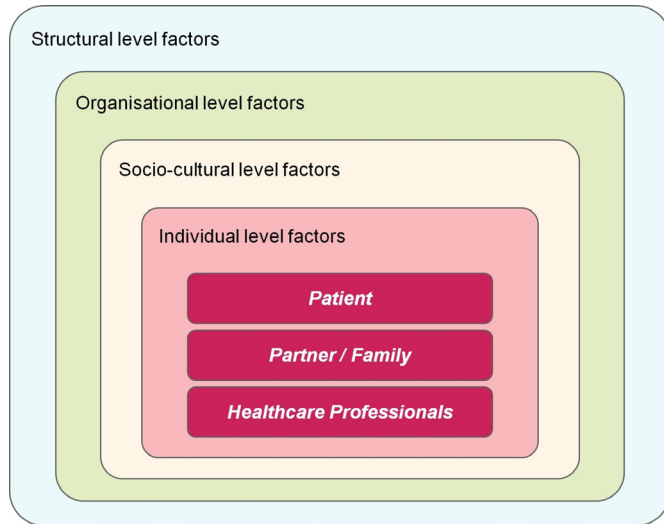 Structural level factors
Organisational level factors
Socio-cultural level factors
Individual level factors
Patient
Partner / Family
Healthcare Professionals